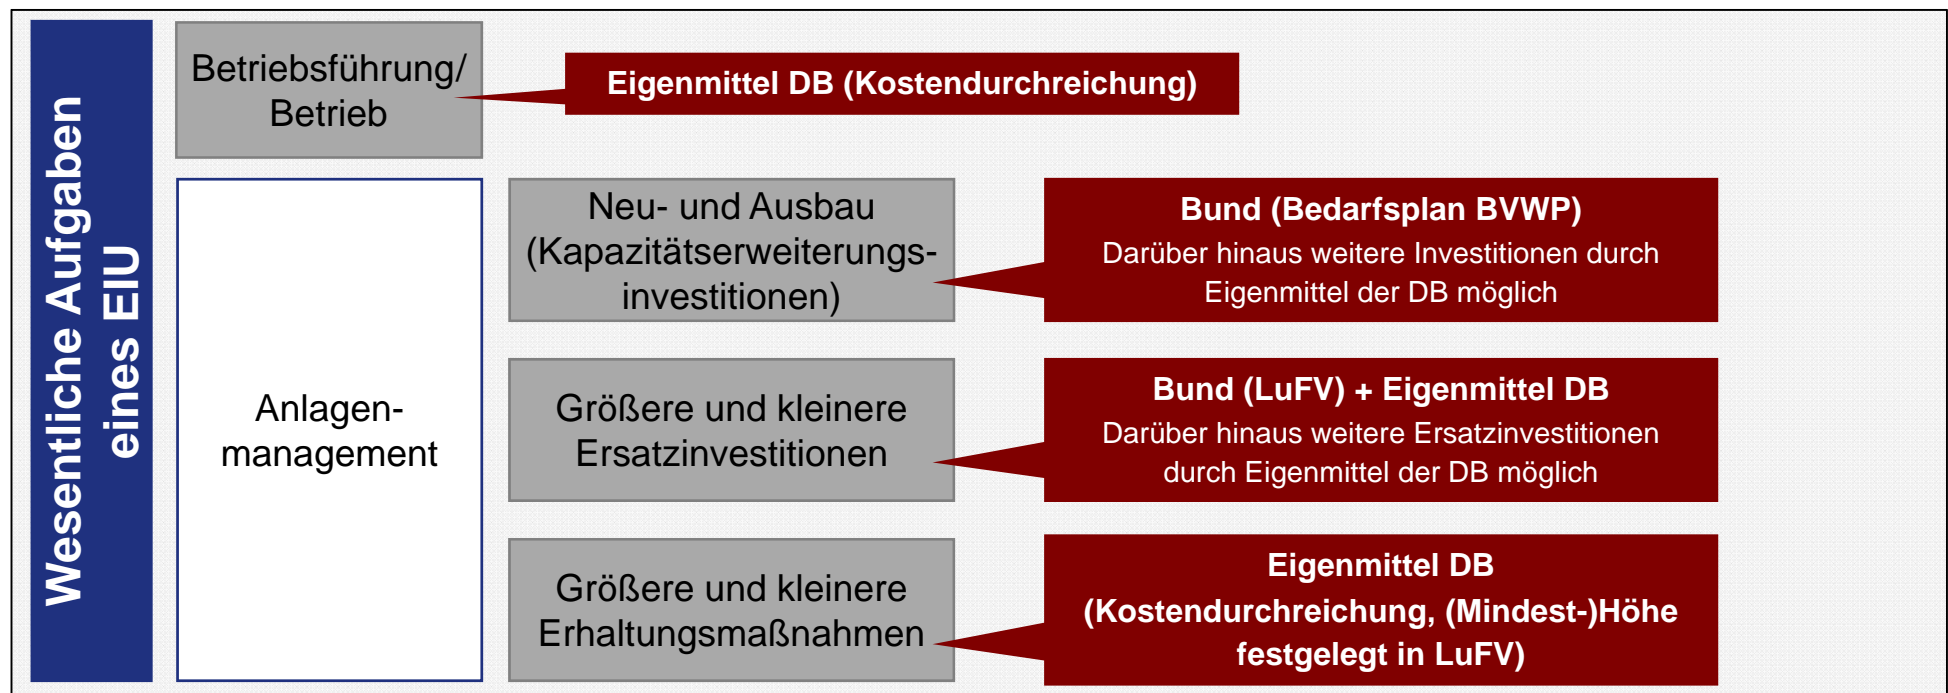 Wesentliche Aufgaben
eines EIU
Betriebsführung/
Betrieb
Eigenmittel DB (Kostendurchreichung)
Anlagen-
management
Neu- und Ausbau
(Kapazitätserweiterungs-
investitionen)
Bund (Bedarfsplan BVWP)
Darüber hinaus weitere Investitionen durch
Eigenmittel der DB möglich
Größere und kleinere
Ersatzinvestitionen
Bund (LuFV) + Eigenmittel DB
Darüber hinaus weitere Ersatzinvestitionen
durch Eigenmittel der DB möglich
Größere und kleinere
Erhaltungsmaßnahmen
Eigenmittel DB
(Kostendurchreichung, (Mindest-)Höhe
festgelegt in LuFV)